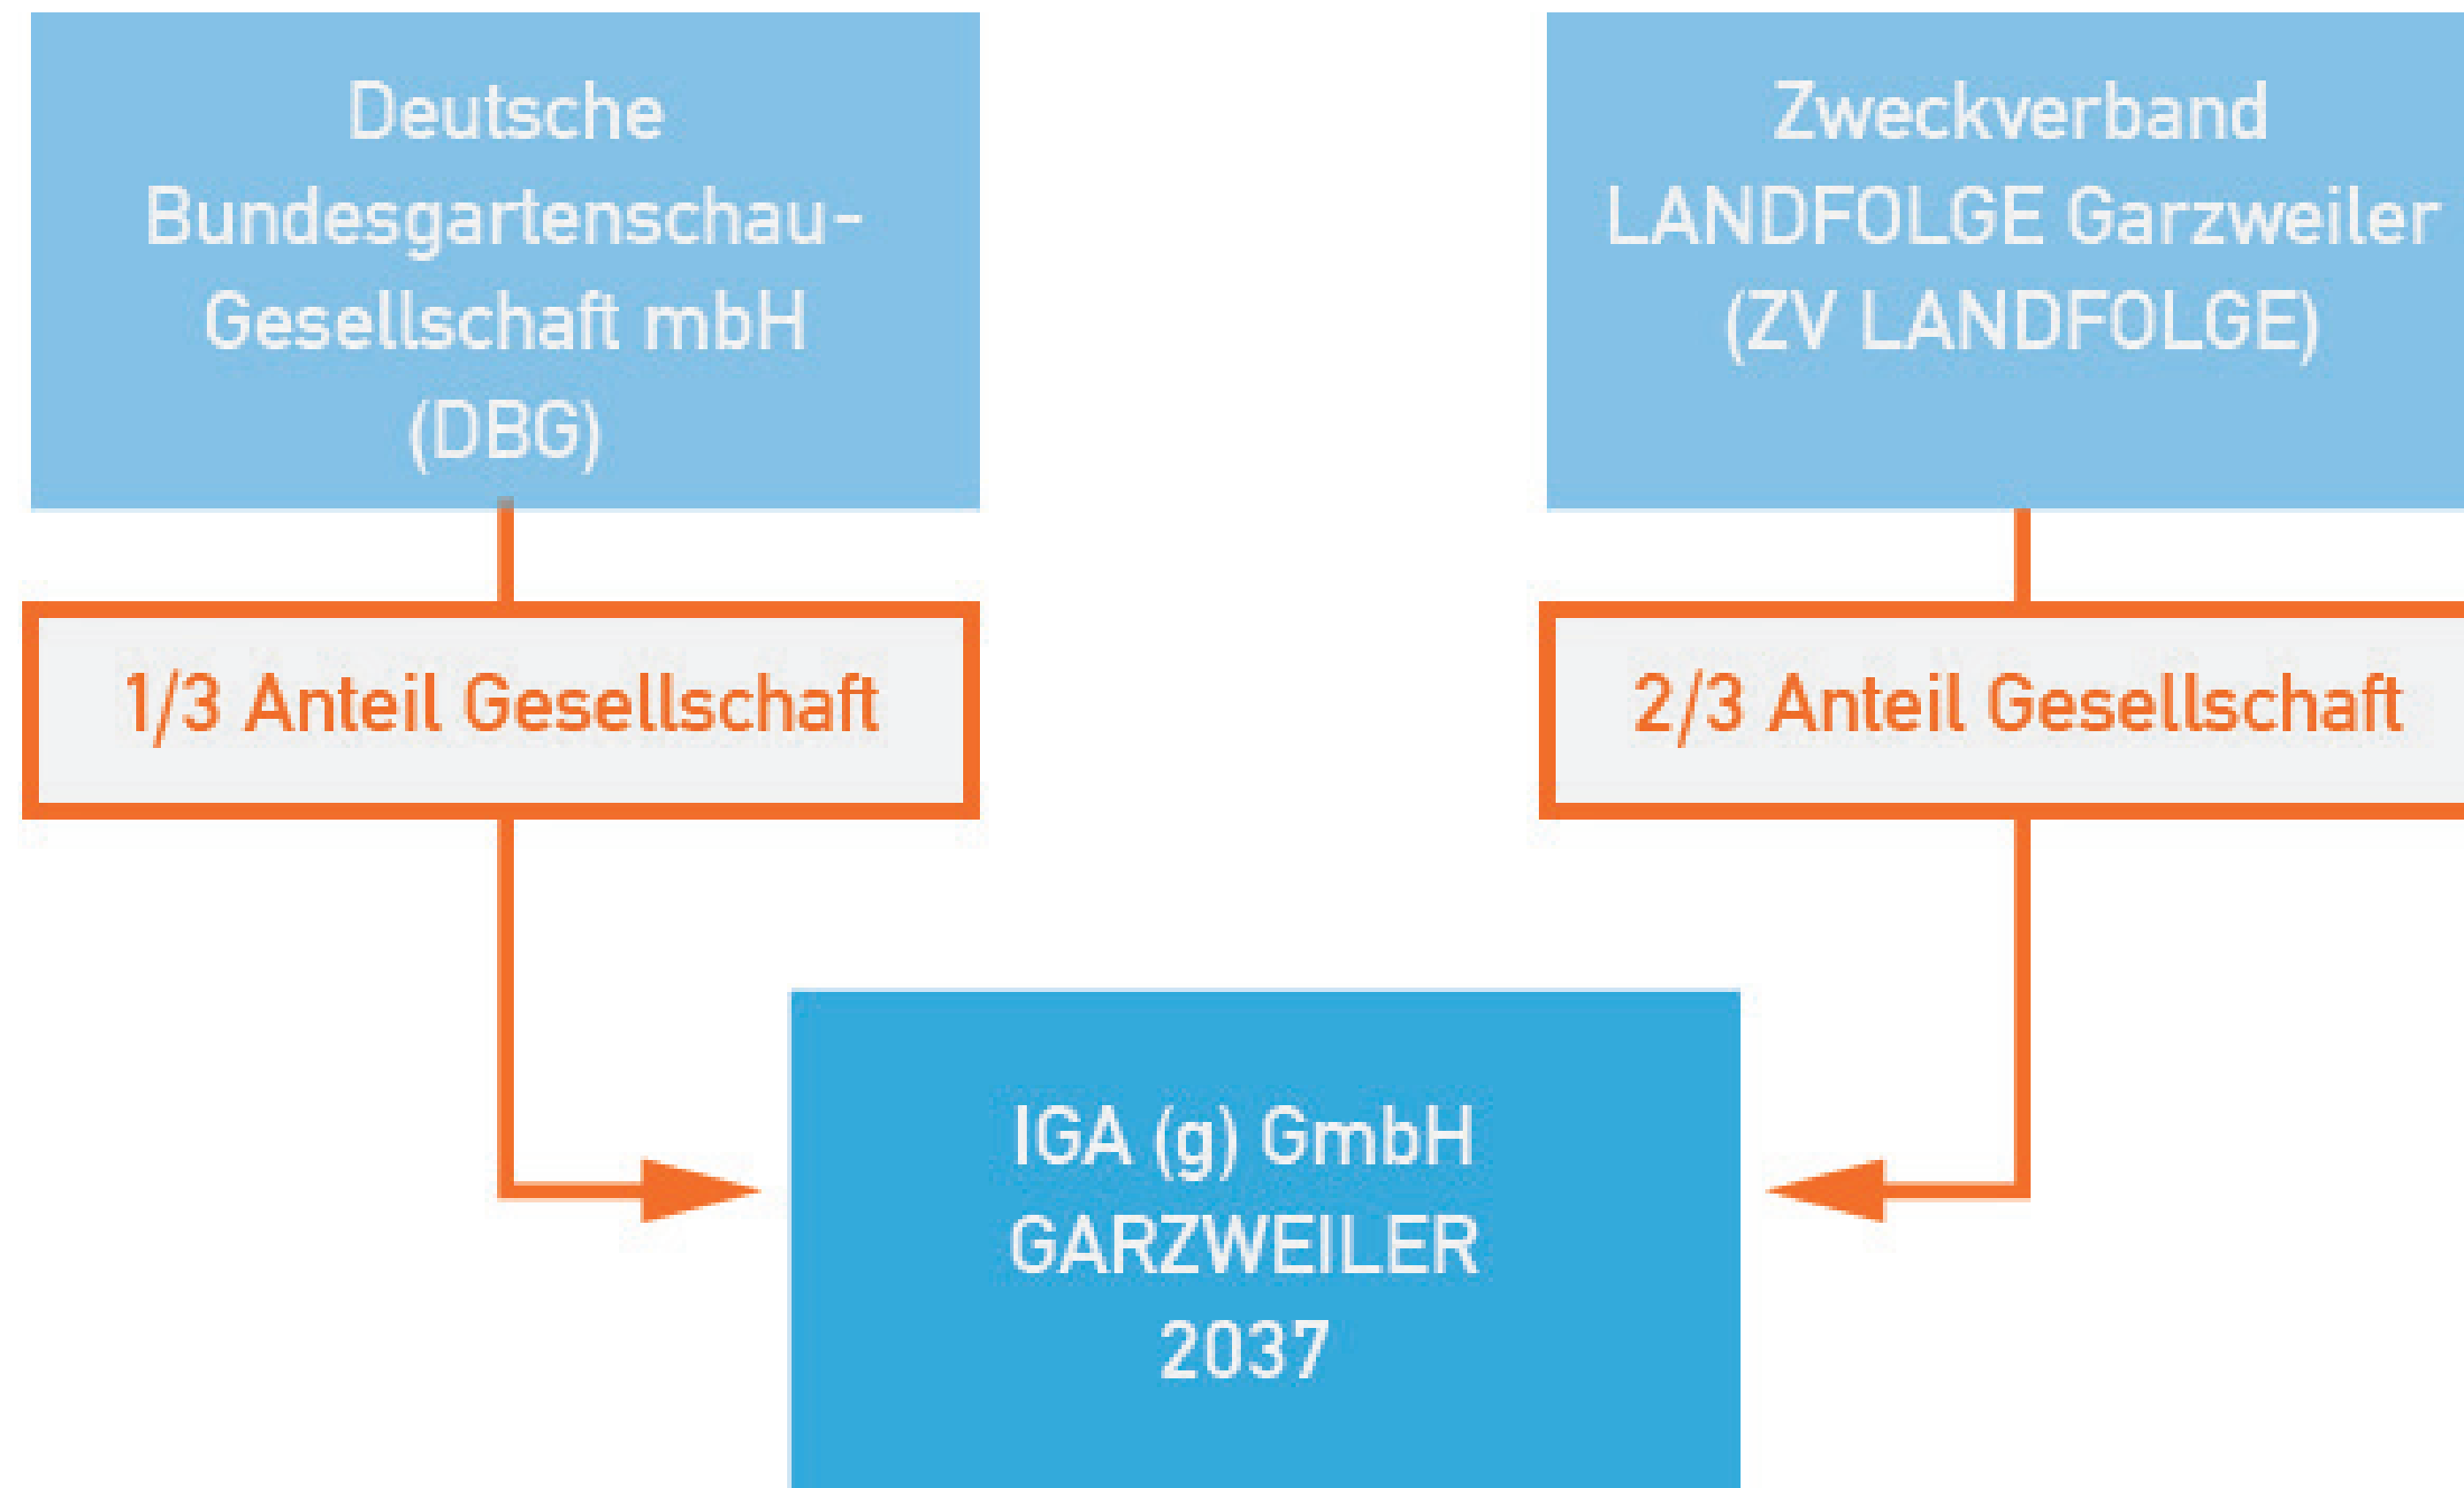 Deutsche
Bundesgartenschau-
Gesellschaft mbH
(DBG)
Zweckverband
LANDFOLGE Garzweiler
(ZV LANDFOLGE)
1/3 Anteil Gesellschaft
2/3 Anteil Gesellschaft
IGA (g) GmbH
GARZWEILER
2037